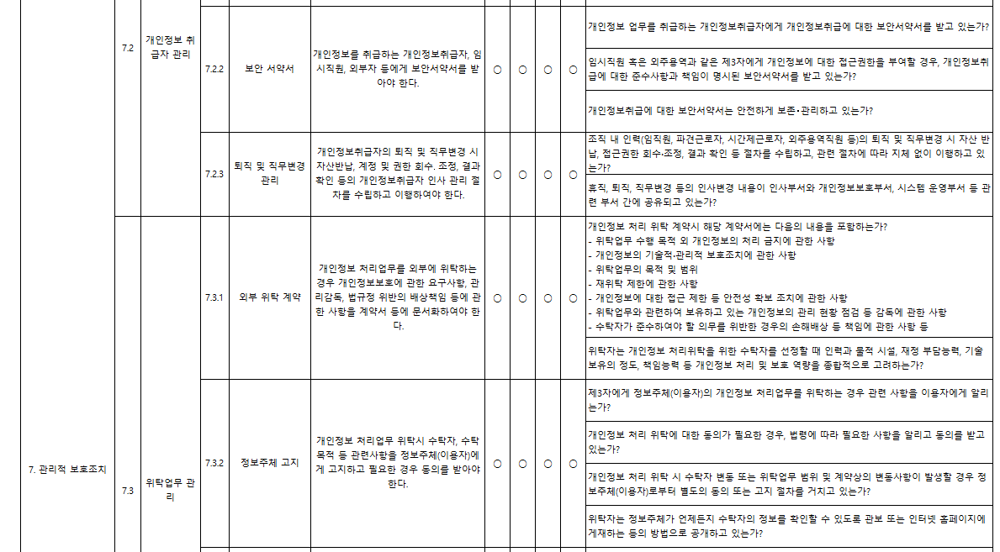 7. 관리적 보호조치
7.2
개인정보 취
급자 관리
7.2.2
보안 서약서
개인정보를 취급하는 개인정보취급자, 임
시직원, 외부자 등에게 보안서약서를 받
아야 한다.
○ ○ ○ ○
개인정보 업무를 취급하는 개인정보취급자에게 개인정보취급에 대한 보안서약서를 받고 있는가?
임시직원 혹은 외주용역과 같은 제3자에게 개인정보에 대한 접근권한을 부여할 경우, 개인정보취
급에 대한 준수사항과 책임이 명시된 보안서약서를 받고 있는가?
개인정보취급에 대한 보안서약서는 안전하게 보존·관리하고 있는가?
7.2.3
퇴직 및 직무변경
관리
개인정보취급자의 퇴직 및 직무변경 시
자산반납, 계정 및 권한 회수. 조정, 결과
확인 등의 개인정보취급자 인사 관리 절
차를 수립하고 이행하여야 한다.
○ ○ ○ ○
조직 내 인력(임직원, 파견근로자, 시간제근로자, 외주용역직원 등)의 퇴직 및 직무변경 시 자산 반
납, 접근권한 회수·조정, 결과 확인 등 절차를 수립하고, 관련 절차에 따라 지체 없이 이행하고 있
는가?
휴직, 퇴직, 직무변경 등의 인사변경 내용이 인사부서와 개인정보보호부서, 시스템 운영부서 등 관
련 부서 간에 공유되고 있는가?
7.3
위탁업무 관
리
7.3.1
외부 위탁 계약
개인정보 처리업무를 외부에 위탁하는
경우 개인정보보호에 관한 요구사항, 관
리감독, 법규정 위반의 배상책임 등에 관
한 사항을 계약서 등에 문서화하여야 한
다.
○ ○ ○ ○
개인정보 처리 위탁 계약시 해당 계약서에는 다음의 내용을 포함하는가?
- 위탁업무 수행 목적 외 개인정보의 처리 금지에 관한 사항
- 개인정보의 기술적·관리적 보호조치에 관한 사항
- 위탁업무의 목적 및 범위
- 재위탁 제한에 관한 사항
- 개인정보에 대한 접근 제한 등 안전성 확보 조치에 관한 사항
- 위탁업무와 관련하여 보유하고 있는 개인정보의 관리 현황 점검 등 감독에 관한 사항
- 수탁자가 준수하여야 할 의무를 위반한 경우의 손해배상 등 책임에 관한 사항 등
위탁자는 개인정보 처리위탁을 위한 수탁자를 선정할 때 인력과 물적 시설, 재정 부담능력, 기술
보유의 정도, 책임능력 등 개인정보 처리 및 보호 역량을 종합적으로 고려하는가?
7.3.2
정보주체 고지
개인정보 처리업무 위탁시 수탁자, 수탁
목적 등 관련사항을 정보주체(이용자)에
게 고지하고 필요한 경우 동의를 받아야
한다.
○ ○ ○ ○
제3자에게 정보주체(이용자)의 개인정보 처리업무를 위탁하는 경우 관련 사항을 이용자에게 알리
는가?
개인정보 처리 위탁에 대한 동의가 필요한 경우, 법령에 따라 필요한 사항을 알리고 동의를 받고
있는가?
개인정보 처리 위탁 시 수탁자 변동 또는 위탁업무 범위 및 계약상의 변동사항이 발생할 경우 정
보주체(이용자)로부터 별도의 동의 또는 고지 절차를 거치고 있는가?
위탁자는 정보주체가 언제든지 수탁자의 정보를 확인할 수 있도록 관보 또는 인터넷 홈페이지에
게재하는 등의 방법으로 공개하고 있는가?